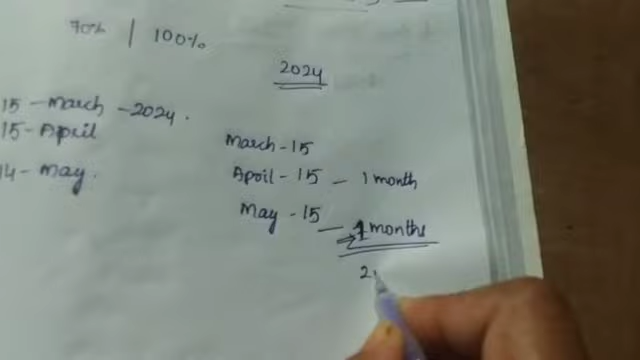 70% | 100%
2024
15 - March - 2024.
15 - April
14 - May.
March - 15
April - 15 - 1 month
May - 15 - 1 months
2